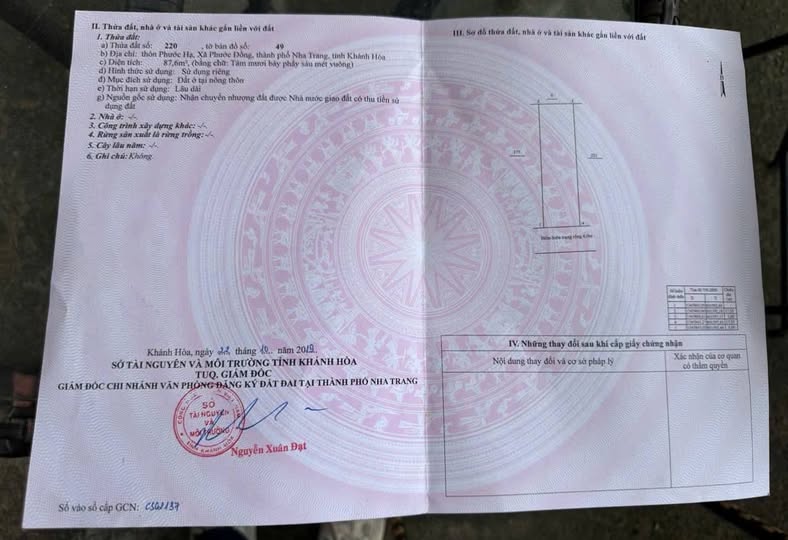 II. Thửa đất, nhà ở và tài sản khác gắn liền với đất
1. Thửa đất:
a) Thửa đất số: 220 , tờ bản đồ số: 49
b) Địa chỉ: thôn Phước Hạ, Xã Phước Đồng, thành phố Nha Trang, tỉnh Khánh Hòa
c) Diện tích: 87,6m², (bằng chữ: Tám mươi bảy phẩy sáu mét vuông)
d) Hình thức sử dụng: Sử dụng riêng
đ) Mục đích sử dụng: Đất ở tại nông thôn
e) Thời hạn sử dụng: Lâu dài
g) Nguồn gốc sử dụng: Nhận chuyển nhượng đất được Nhà nước giao đất có thu tiền sử
dụng đất
2. Nhà ở: -/-
3. Công trình xây dựng khác: -/-
4. Rừng sản xuất là rừng trồng: -/-
5. Cây lâu năm: -/-
6. Ghi chú: Không
Khánh Hòa, ngày 22 tháng 10 năm 2019
SỞ TÀI NGUYÊN VÀ MÔI TRƯỜNG TỈNH KHÁNH HÒA
TUQ. GIÁM ĐỐC
GIÁM ĐỐC CHI NHÁNH VĂN PHÒNG ĐĂNG KÝ ĐẤT ĐAI TẠI THÀNH PHỐ NHA TRANG
SỞ
TÀI NGUYÊN
VÀ
MÔI TRƯỜNG
Nguyễn Xuân Đạt
Số vào sổ cấp GCN:
III. Sơ đồ thửa đất, nhà ở và tài sản khác gắn liền với đất
B
IV. Những thay đổi sau khi cấp giấy chứng nhận
Nội dung thay đổi và cơ sở pháp lý
Xác nhận của cơ quan
có thẩm quyền